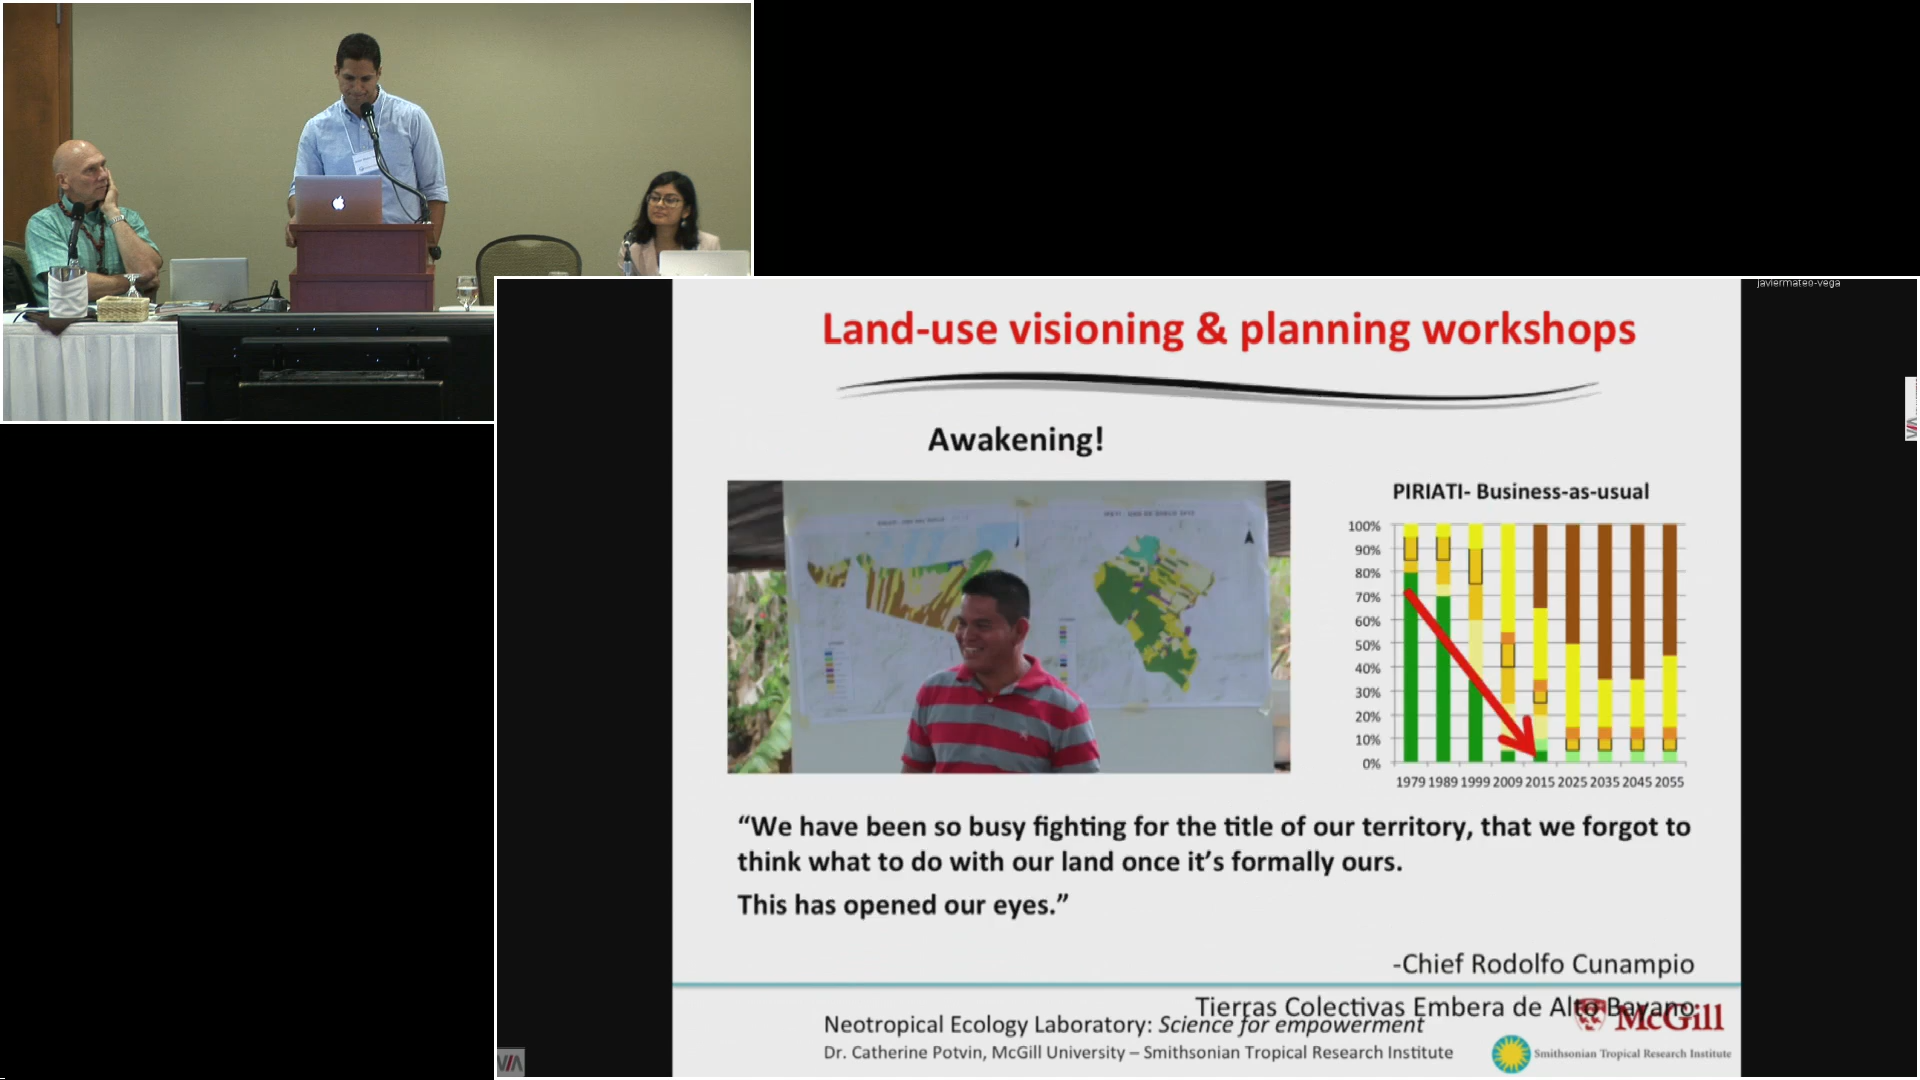 javiermateo-vega
Land-use visioning & planning workshops
Awakening!
PIRIATI- Business-as-usual
100%
90%
80%
70%
60%
50%
40%
30%
20%
10%
0%
1979 1989 1999 2009 2015 2025 2035 2045 2055
“We have been so busy fighting for the title of our territory, that we forgot to
think what to do with our land once it’s formally ours.
This has opened our eyes.”
-Chief Rodolfo Cunampio
Tierras Colectivas Embera de Alto Bayano
McGill
Neotropical Ecology Laboratory: Science for empowerment
Dr. Catherine Potvin, McGill University – Smithsonian Tropical Research Institute
Smithsonian Tropical Research Institute